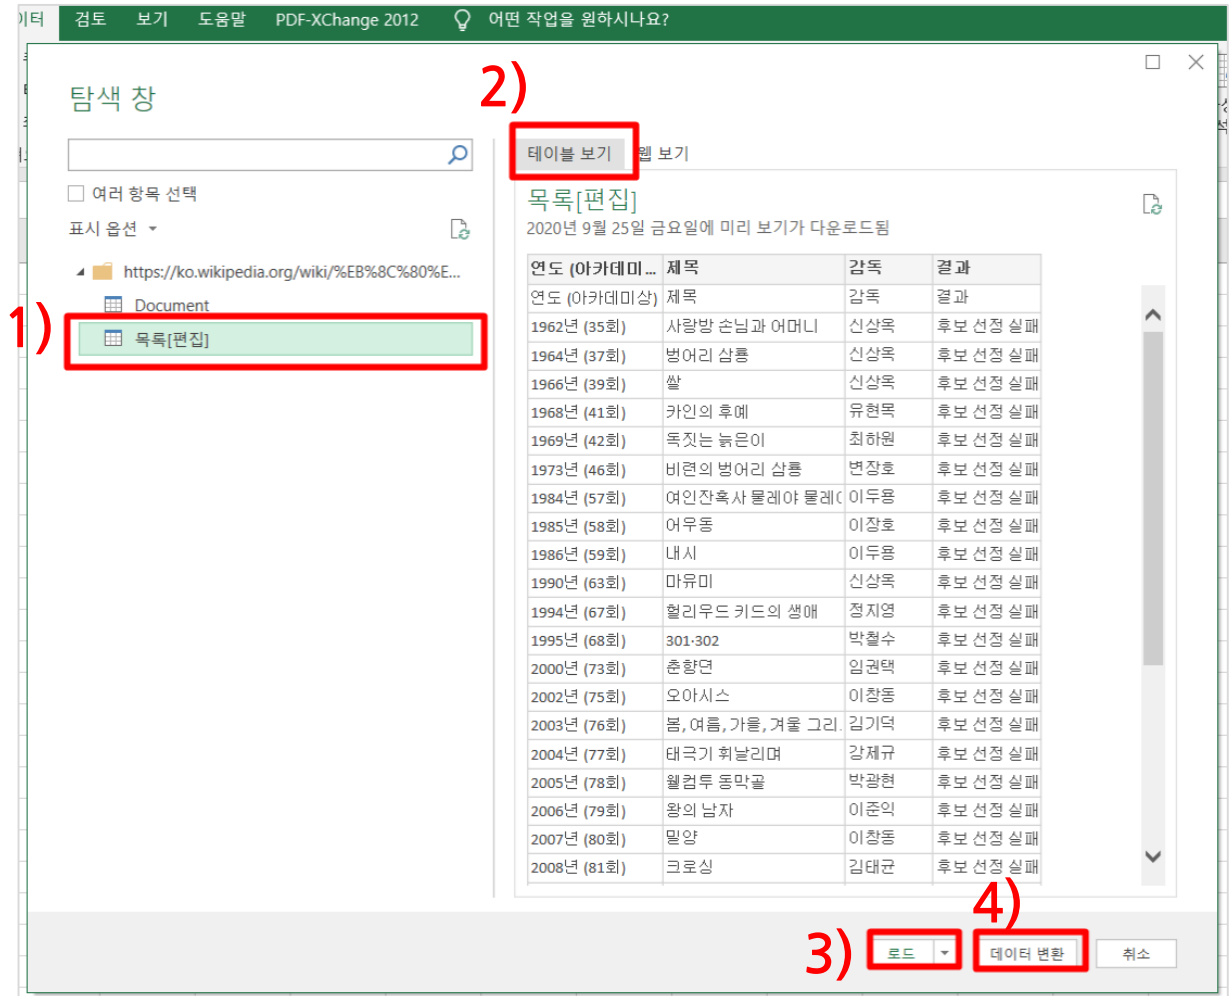 이터 검토 보기 도움말 PDF-XChange 2012 어떤 작업을 원하시나요?
탐색 창
2)
테이블 보기 웹 보기
여러 항목 선택
표시 옵션
목록[편집]
2020년 9월 25일 금요일에 미리 보기가 다운로드됨
https://ko.wikipedia.org/wiki/%EB%8C%80%E...
Document
1)
목록[편집]
연도 (아카데미... 제목 감독 결과
연도 (아카데미상) 제목 감독 결과
1962년 (35회) 사랑방 손님과 어머니 신상옥 후보 선정 실패
1964년 (37회) 벙어리 삼룡 신상옥 후보 선정 실패
1966년 (39회) 쌀 신상옥 후보 선정 실패
1968년 (41회) 카인의 후예 유현목 후보 선정 실패
1969년 (42회) 독짓는 늙은이 최하원 후보 선정 실패
1973년 (46회) 비련의 벙어리 삼룡 변장호 후보 선정 실패
1984년 (57회) 여인잔혹사 물레야 물레 이두용 후보 선정 실패
1985년 (58회) 어우동 이장호 후보 선정 실패
1986년 (59회) 내시 이두용 후보 선정 실패
1990년 (63회) 마유미 신상옥 후보 선정 실패
1994년 (67회) 헐리우드 키드의 생애 정지영 후보 선정 실패
1995년 (68회) 301·302 박철수 후보 선정 실패
2000년 (73회) 춘향뎐 임권택 후보 선정 실패
2002년 (75회) 오아시스 이창동 후보 선정 실패
2003년 (76회) 봄, 여름, 가을, 겨울 그리. 김기덕 후보 선정 실패
2004년 (77회) 태극기 휘날리며 강제규 후보 선정 실패
2005년 (78회) 웰컴투 동막골 박광현 후보 선정 실패
2006년 (79회) 왕의 남자 이준익 후보 선정 실패
2007년 (80회) 밀양 이창동 후보 선정 실패
2008년 (81회) 크로싱 김태균 후보 선정 실패
3)
4)
로드 데이터 변환 취소